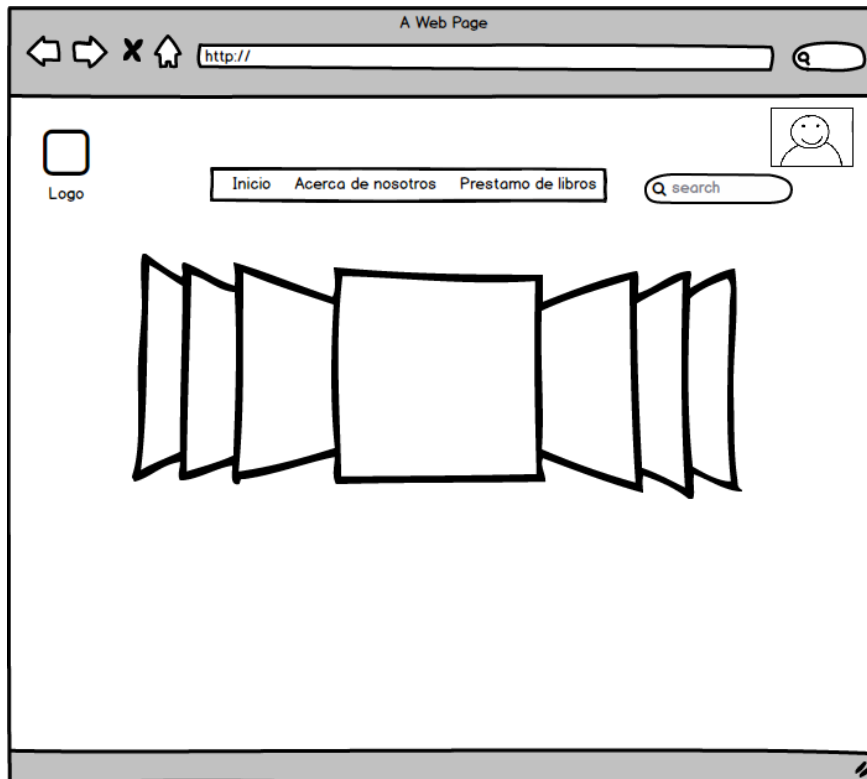 A Web Page
http://
Logo
Inicio Acerca de nosotros Prestamo de libros
search